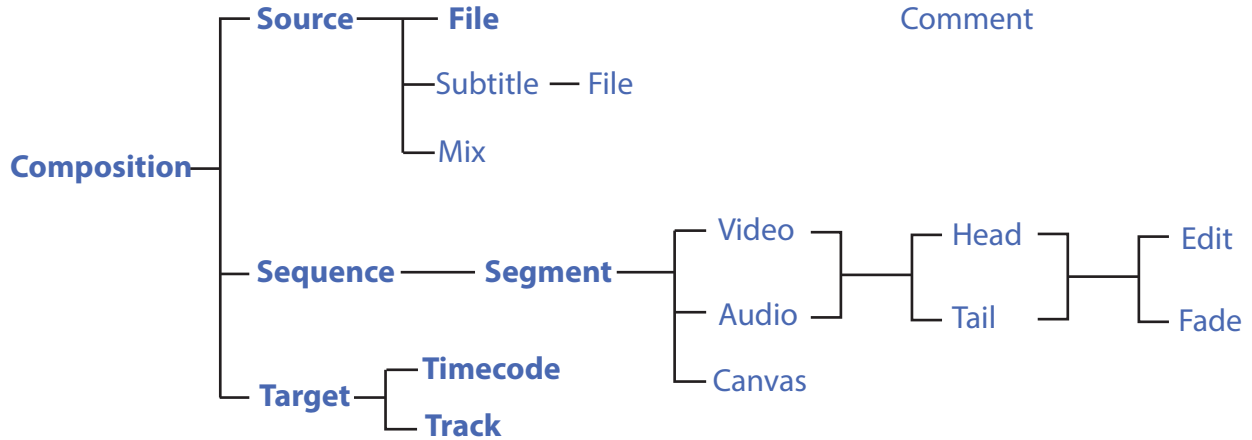 Source
File
Comment
Subtitle
File
Mix
Composition
Video
Head
Edit
Sequence
Segment
Audio
Tail
Fade
Canvas
Timecode
Target
Track